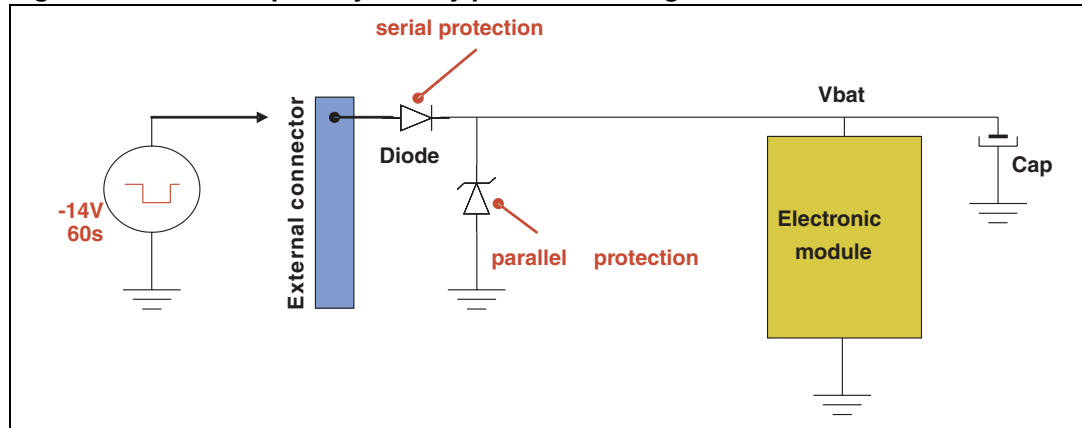 serial protection
Vbat
External connector
Diode
Cap
-14V
60s
Electronic
module
parallel protection